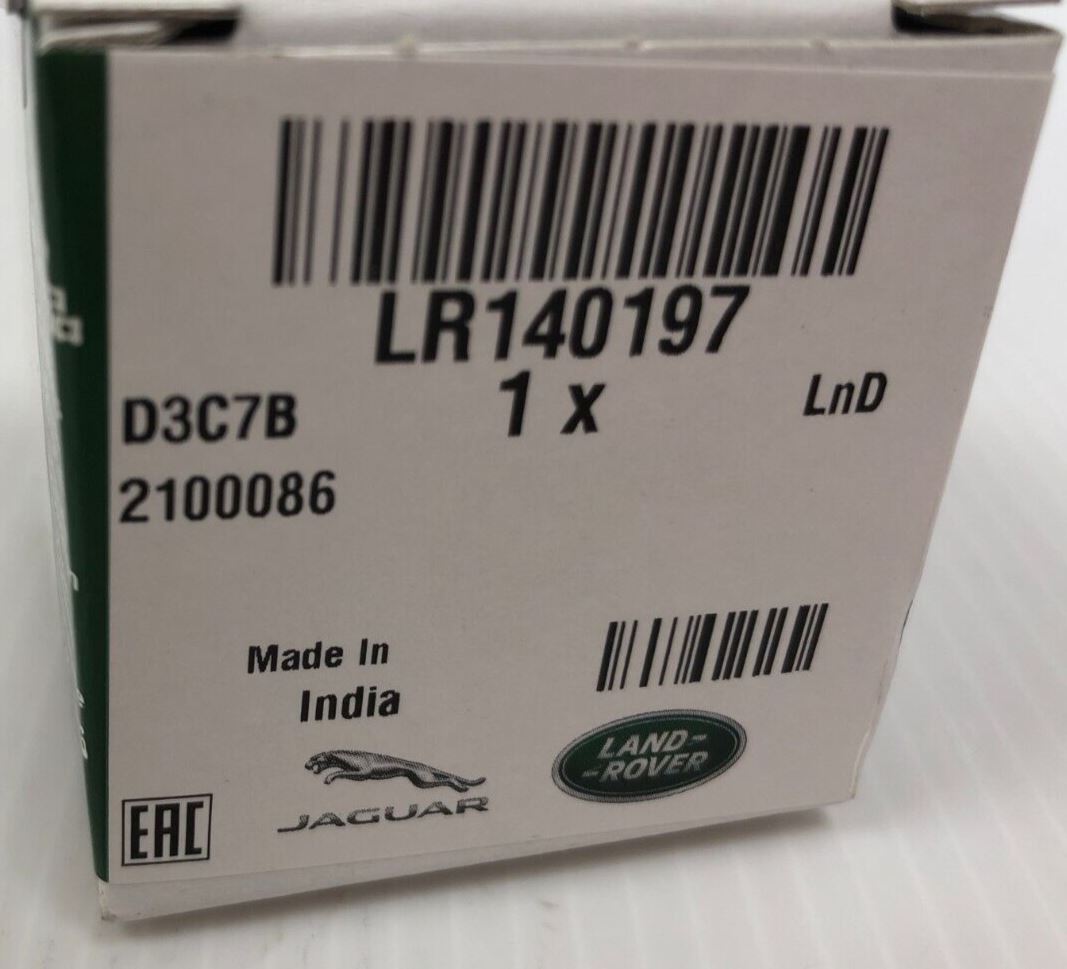 LR140197
D3C7B 1 x LnD
2100086
Made In
India
JAGUAR
LAND-
-ROVER
EAC